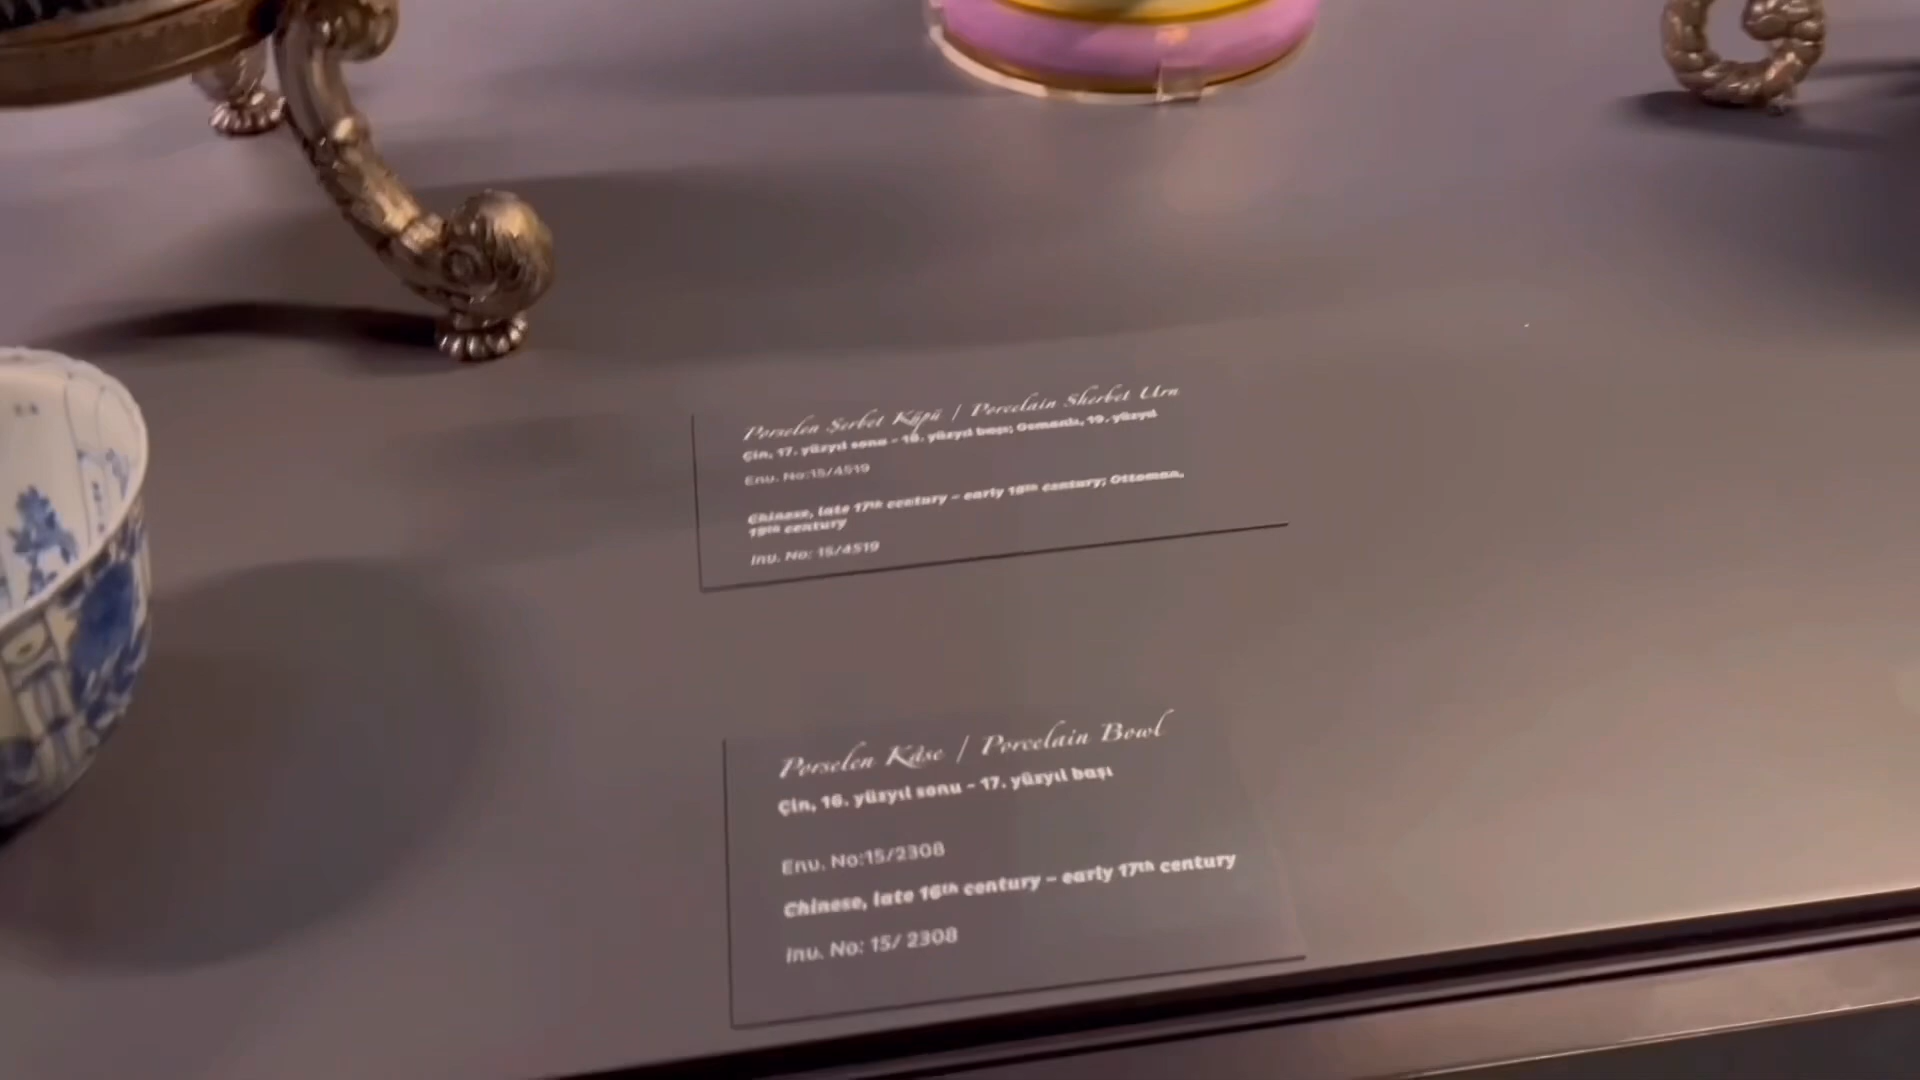 Porselen Şerbet Küpü / Porcelain Sherbet Urn
Çin, 17. yüzyıl sonu - 18. yüzyıl başı; Osmanlı, 19. yüzyıl
Env. No:15/4519
Chinese, late 17th century – early 18th century; Ottoman,
19th century
Inv. No: 15/4519
Porselen Kâse / Porcelain Bowl
Çin, 16. yüzyıl sonu - 17. yüzyıl başı
Env. No:15/2308
Chinese, late 16th century – early 17th century
Inv. No: 15/ 2308